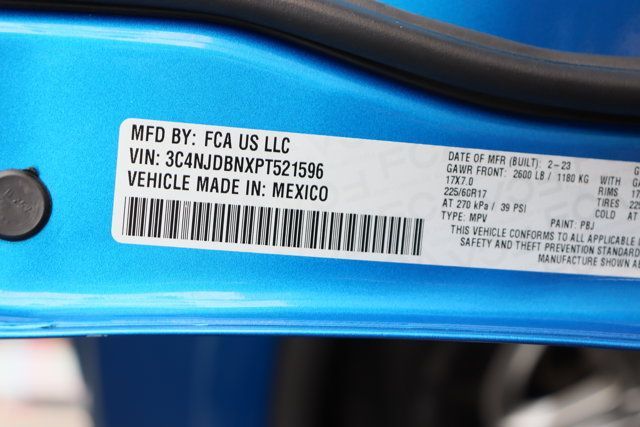 MFD BY: FCA US LLC
VIN: 3C4NJDBNXPT521596
VEHICLE MADE IN: MEXICO
DATE OF MFR (BUILT): 2-23
GAWR FRONT: 2600 LB / 1180 KG WITH
17X7.0 RIMS
225/60R17 TIRES
AT 270 kPa / 39 PSI COLD
TYPE: MPV PAINT: PBJ
THIS VEHICLE CONFORMS TO ALL APPLICABLE
SAFETY AND THEFT PREVENTION STANDARD
MANUFACTURE SHOWN